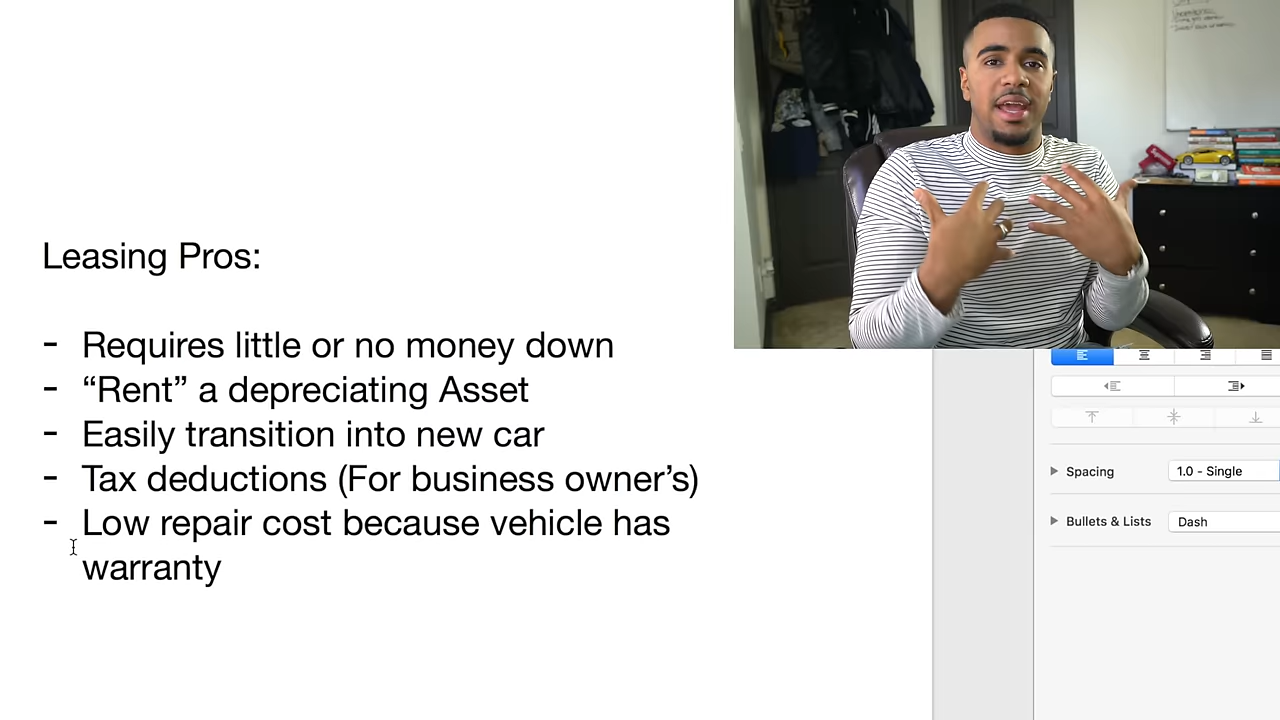 Leasing Pros:
- Requires little or no money down
- “Rent” a depreciating Asset
- Easily transition into new car
- Tax deductions (For business owner’s)
- Low repair cost because vehicle has
warranty
Spacing
1.0 - Single
Bullets & Lists
Dash